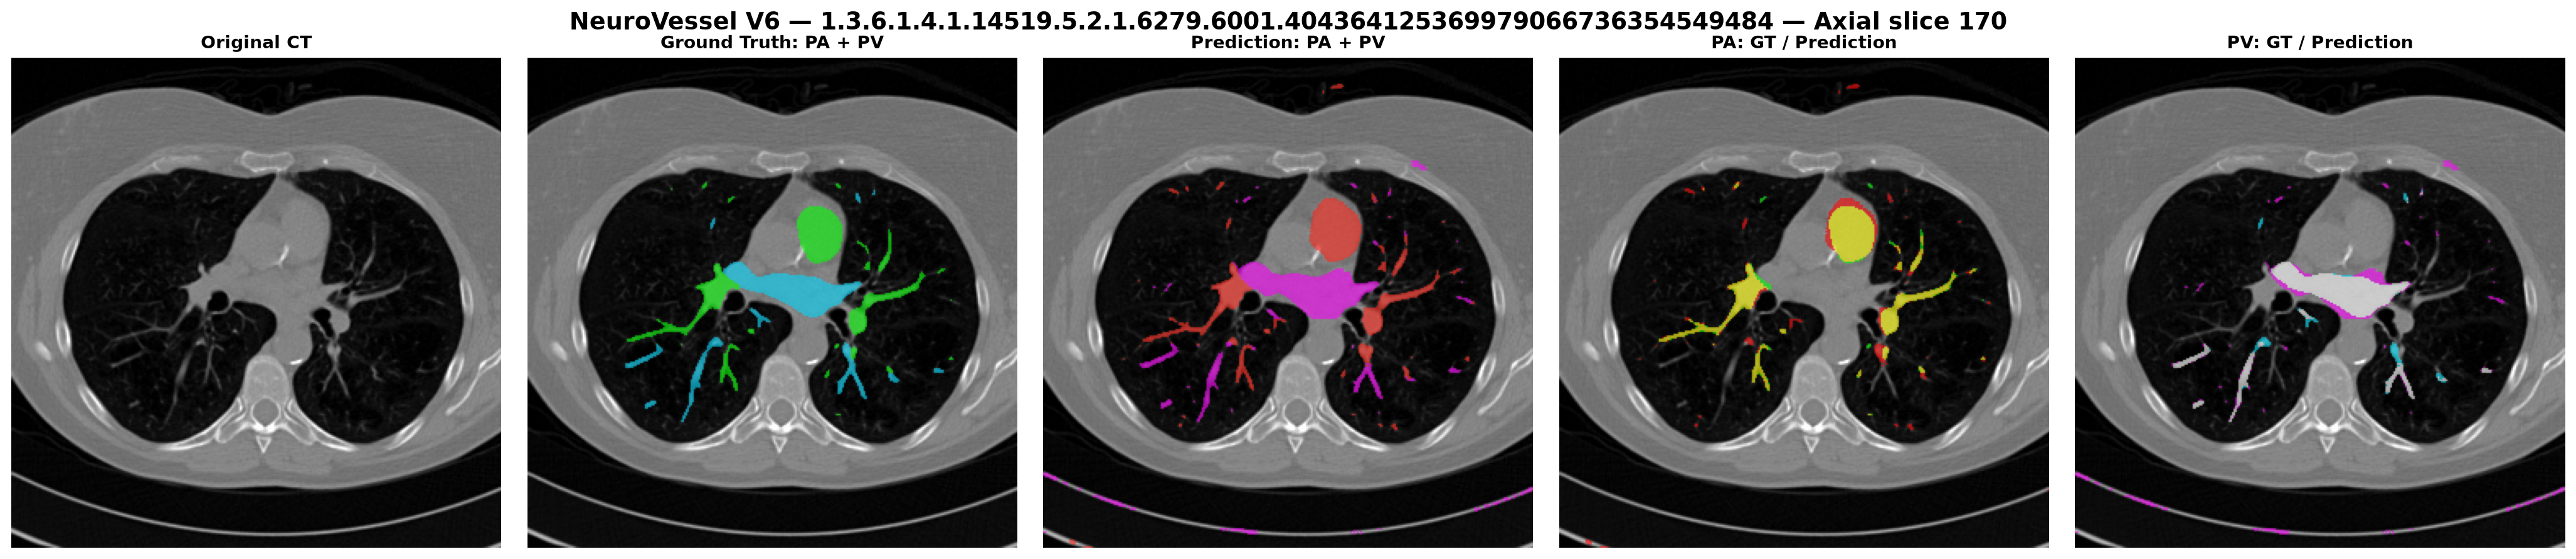 NeuroVessel V6 — 1.3.6.1.4.1.14519.5.2.1.6279.6001.404364125369979066736354549484 — Axial slice 170
Original CT
Ground Truth: PA + PV
Prediction: PA + PV
PA: GT / Prediction
PV: GT / Prediction